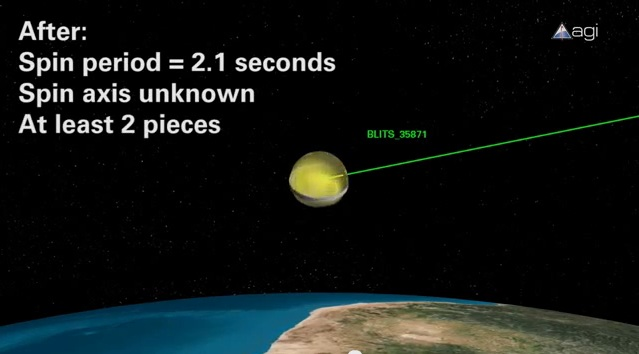 After:
Spin period = 2.1 seconds
Spin axis unknown
At least 2 pieces
agi
BLITS_35871